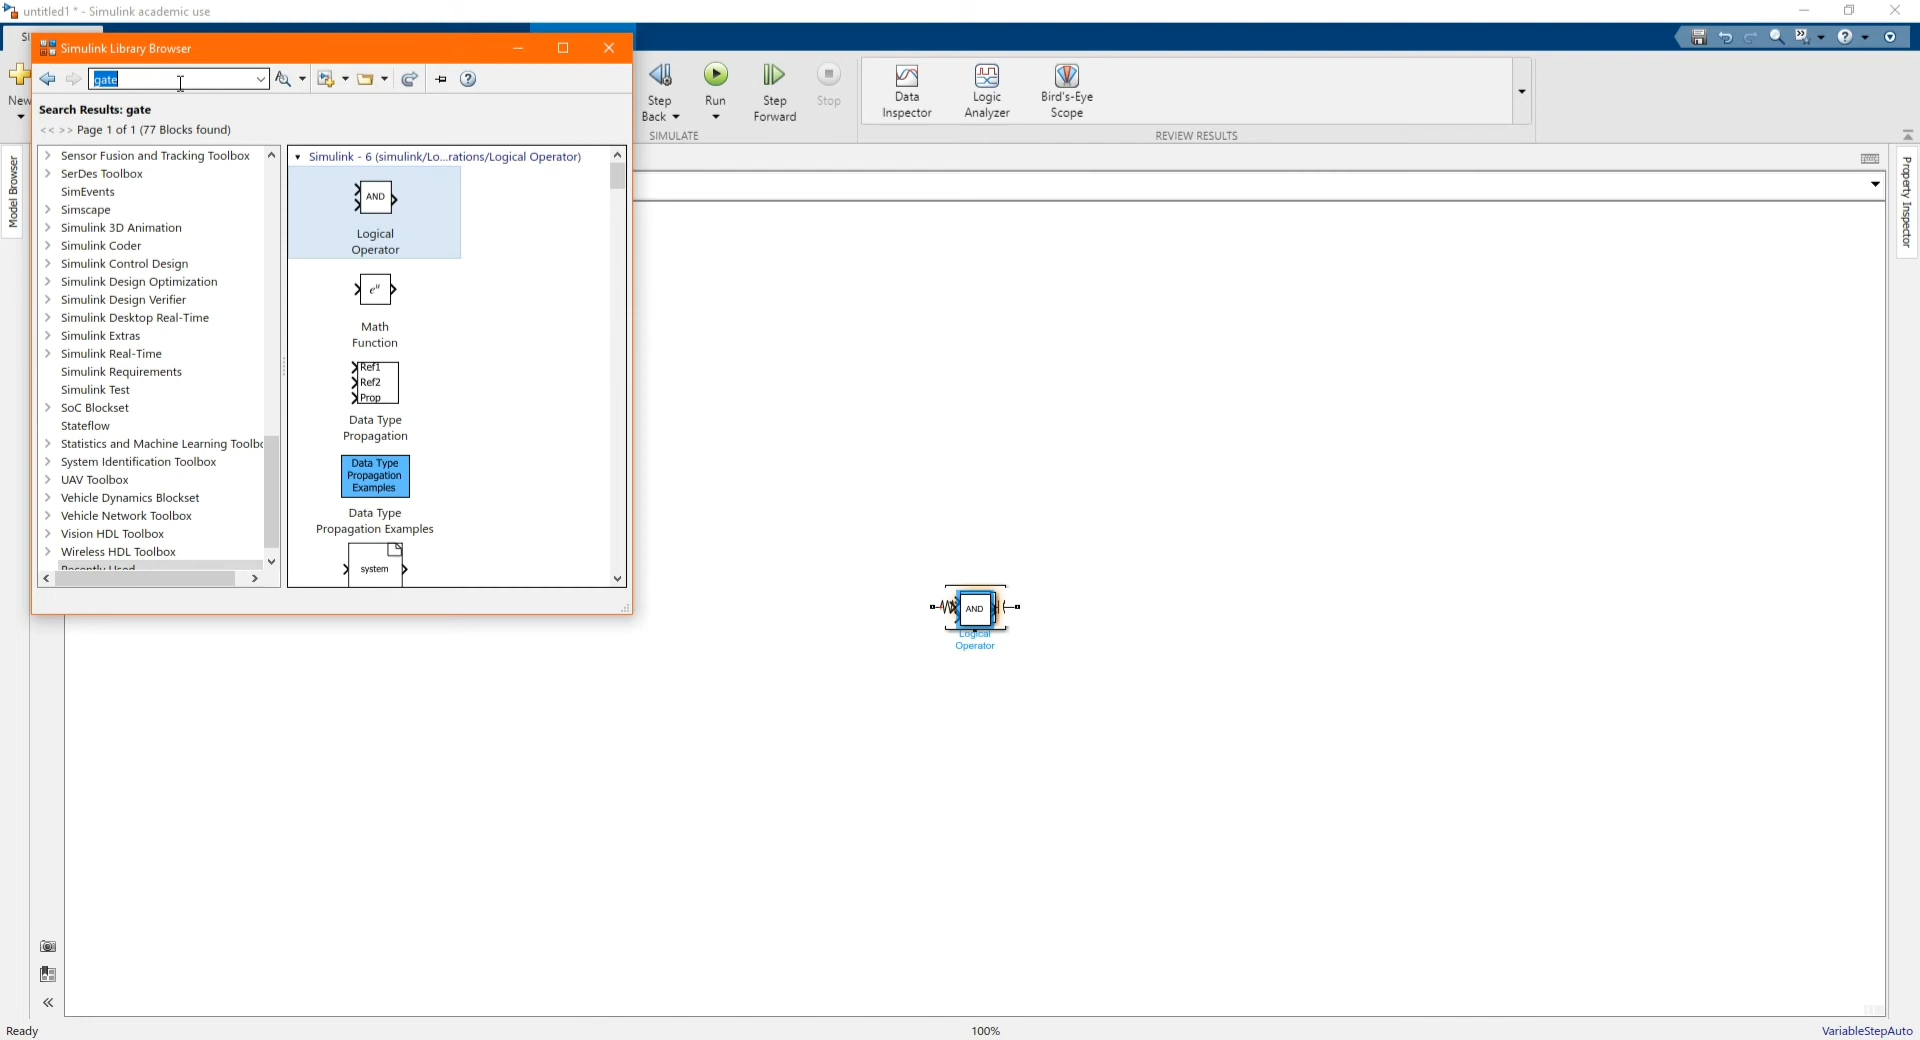 untitled1 * - Simulink academic use
SI
Simulink Library Browser
New
gate
Search Results: gate
<< >> Page 1 of 1 (77 Blocks found)
Step
Back
Run
Step
Forward
Stop
SIMULATE
Data
Inspector
Logic
Analyzer
Bird's-Eye
Scope
REVIEW RESULTS
Model Browser
Property Inspector
Sensor Fusion and Tracking Toolbox
SerDes Toolbox
SimEvents
Simscape
Simulink 3D Animation
Simulink Coder
Simulink Control Design
Simulink Design Optimization
Simulink Design Verifier
Simulink Desktop Real-Time
Simulink Extras
Simulink Real-Time
Simulink Requirements
Simulink Test
SoC Blockset
Stateflow
Statistics and Machine Learning Toolbo
System Identification Toolbox
UAV Toolbox
Vehicle Dynamics Blockset
Vehicle Network Toolbox
Vision HDL Toolbox
Wireless HDL Toolbox
Recently Used
Simulink - 6 (simulink/Lo...rations/Logical Operator)
AND
Logical
Operator
eᵘ
Math
Function
Ref1
Ref2
Prop
Data Type
Propagation
Data Type
Propagation
Examples
Data Type
Propagation Examples
system
AND
Logical
Operator
Ready
100%
VariableStepAuto